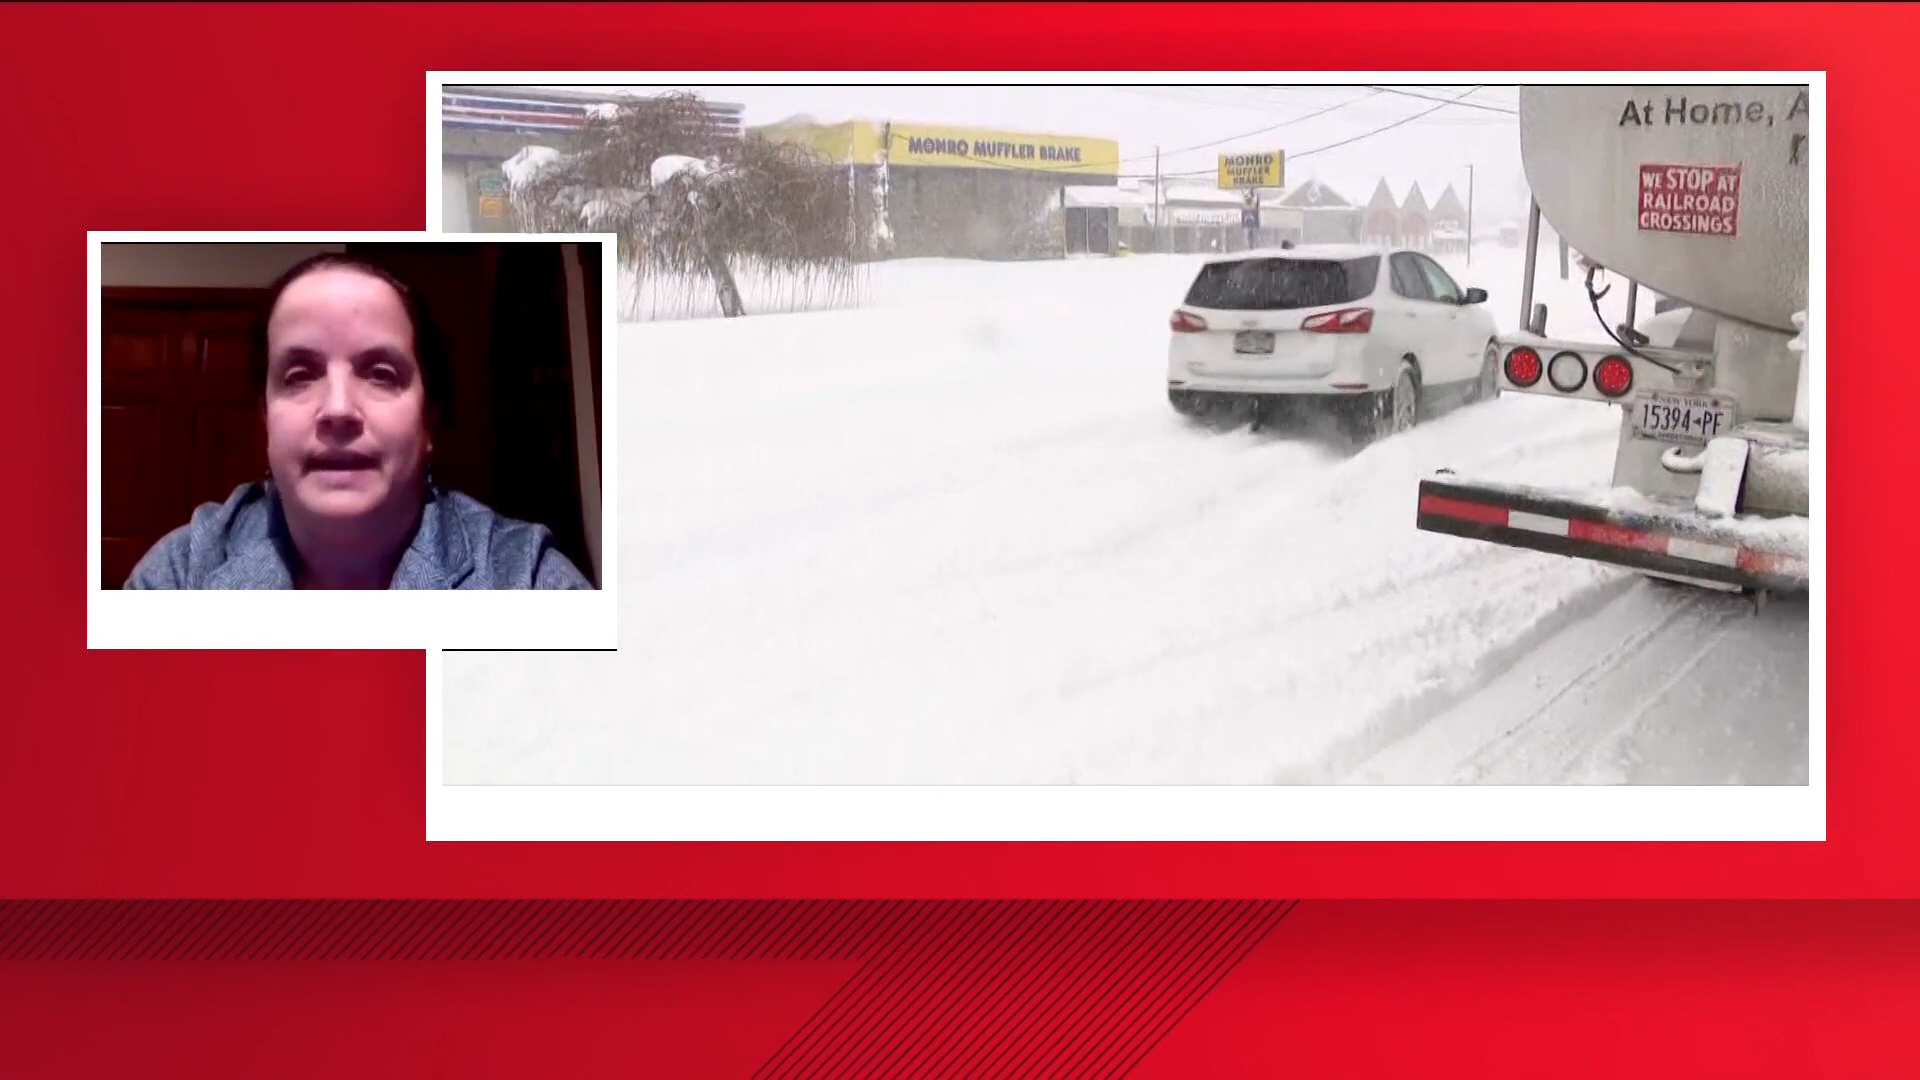 MONRO MUFFLER BRAKE
MONRO
MUFFLER
BRAKE
At Home,
WE STOP AT
RAILROAD
CROSSINGS
NEW YORK
15394 PF